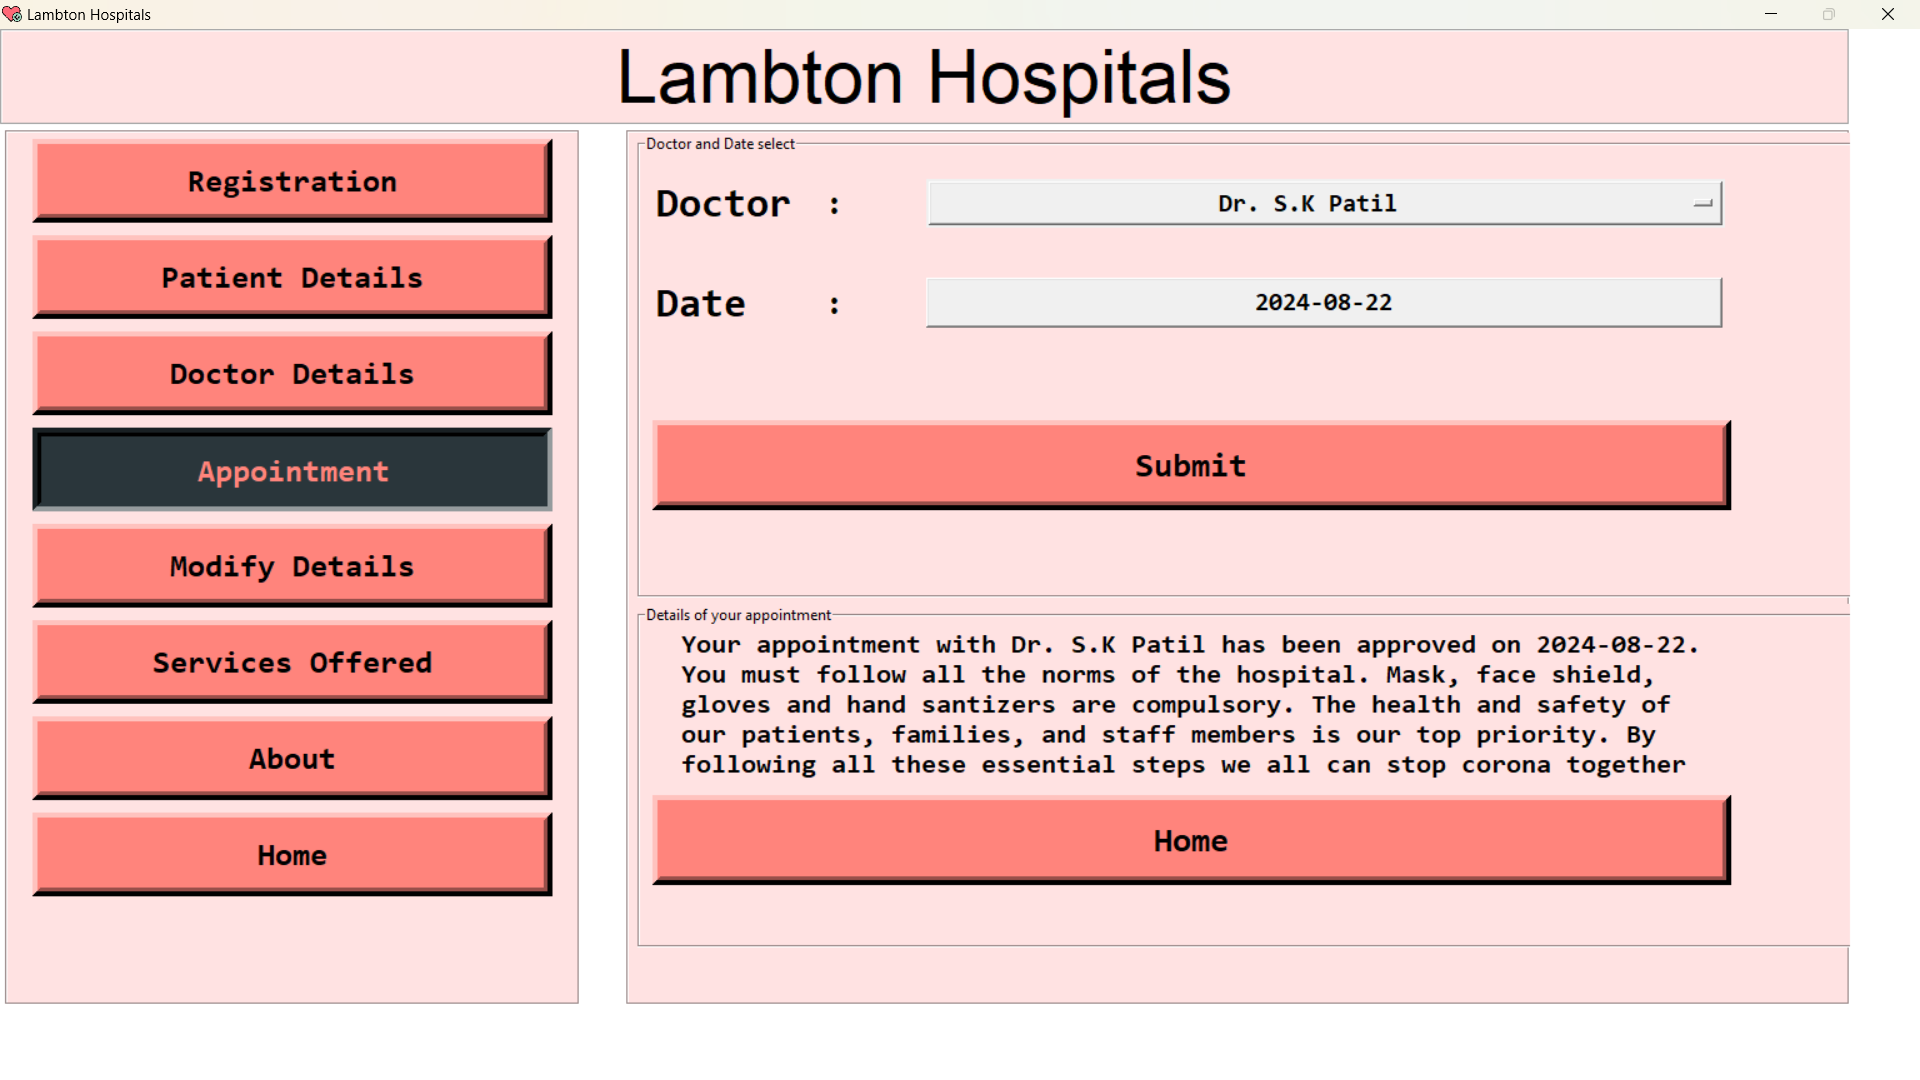 Lambton Hospitals
Lambton Hospitals
Registration
Patient Details
Doctor Details
Appointment
Modify Details
Services Offered
About
Home
Doctor and Date select
Doctor :
Dr. S.K Patil
Date :
2024-08-22
Submit
Details of your appointment
Your appointment with Dr. S.K Patil has been approved on 2024-08-22.
You must follow all the norms of the hospital. Mask, face shield,
gloves and hand santizers are compulsory. The health and safety of
our patients, families, and staff members is our top priority. By
following all these essential steps we all can stop corona together
Home